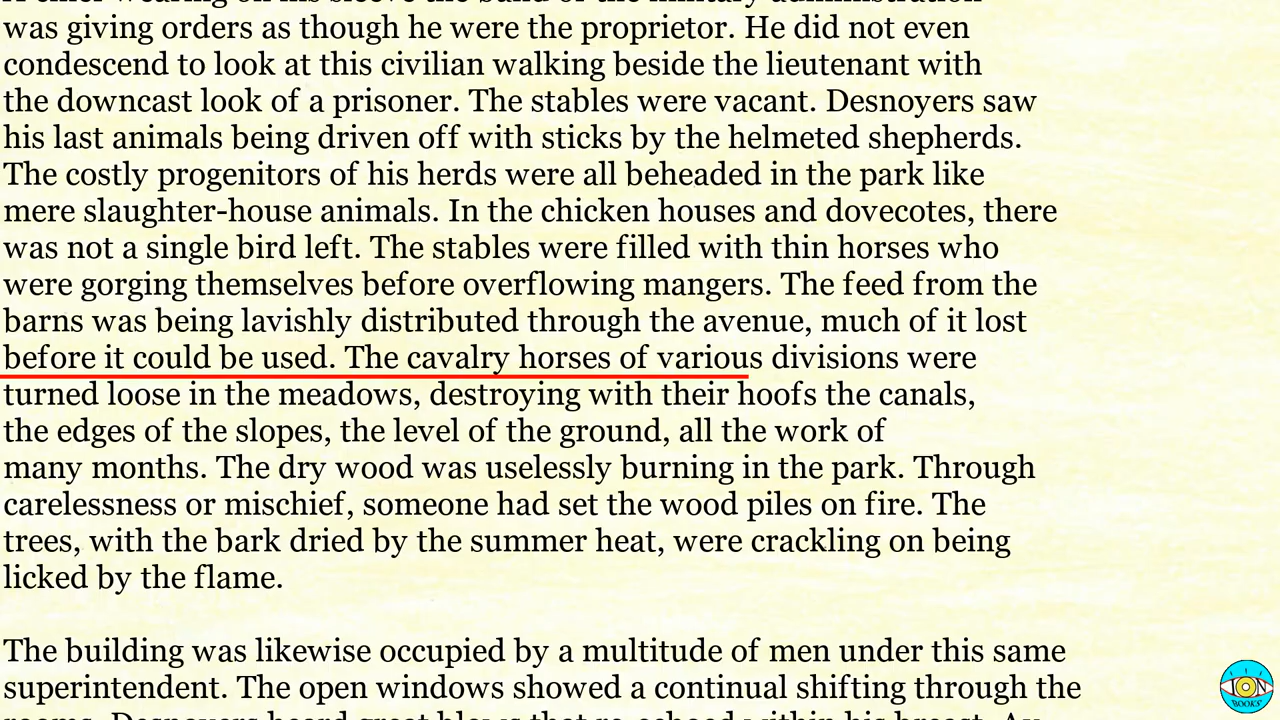 was giving orders as though he were the proprietor. He did not even
condescend to look at this civilian walking beside the lieutenant with
the downcast look of a prisoner. The stables were vacant. Desnoyers saw
his last animals being driven off with sticks by the helmeted shepherds.
The costly progenitors of his herds were all beheaded in the park like
mere slaughter-house animals. In the chicken houses and dovecotes, there
was not a single bird left. The stables were filled with thin horses who
were gorging themselves before overflowing mangers. The feed from the
barns was being lavishly distributed through the avenue, much of it lost
before it could be used. The cavalry horses of various divisions were
turned loose in the meadows, destroying with their hoofs the canals,
the edges of the slopes, the level of the ground, all the work of
many months. The dry wood was uselessly burning in the park. Through
carelessness or mischief, someone had set the wood piles on fire. The
trees, with the bark dried by the summer heat, were crackling on being
licked by the flame.
The building was likewise occupied by a multitude of men under this same
superintendent. The open windows showed a continual shifting through the
ION
BOOKS